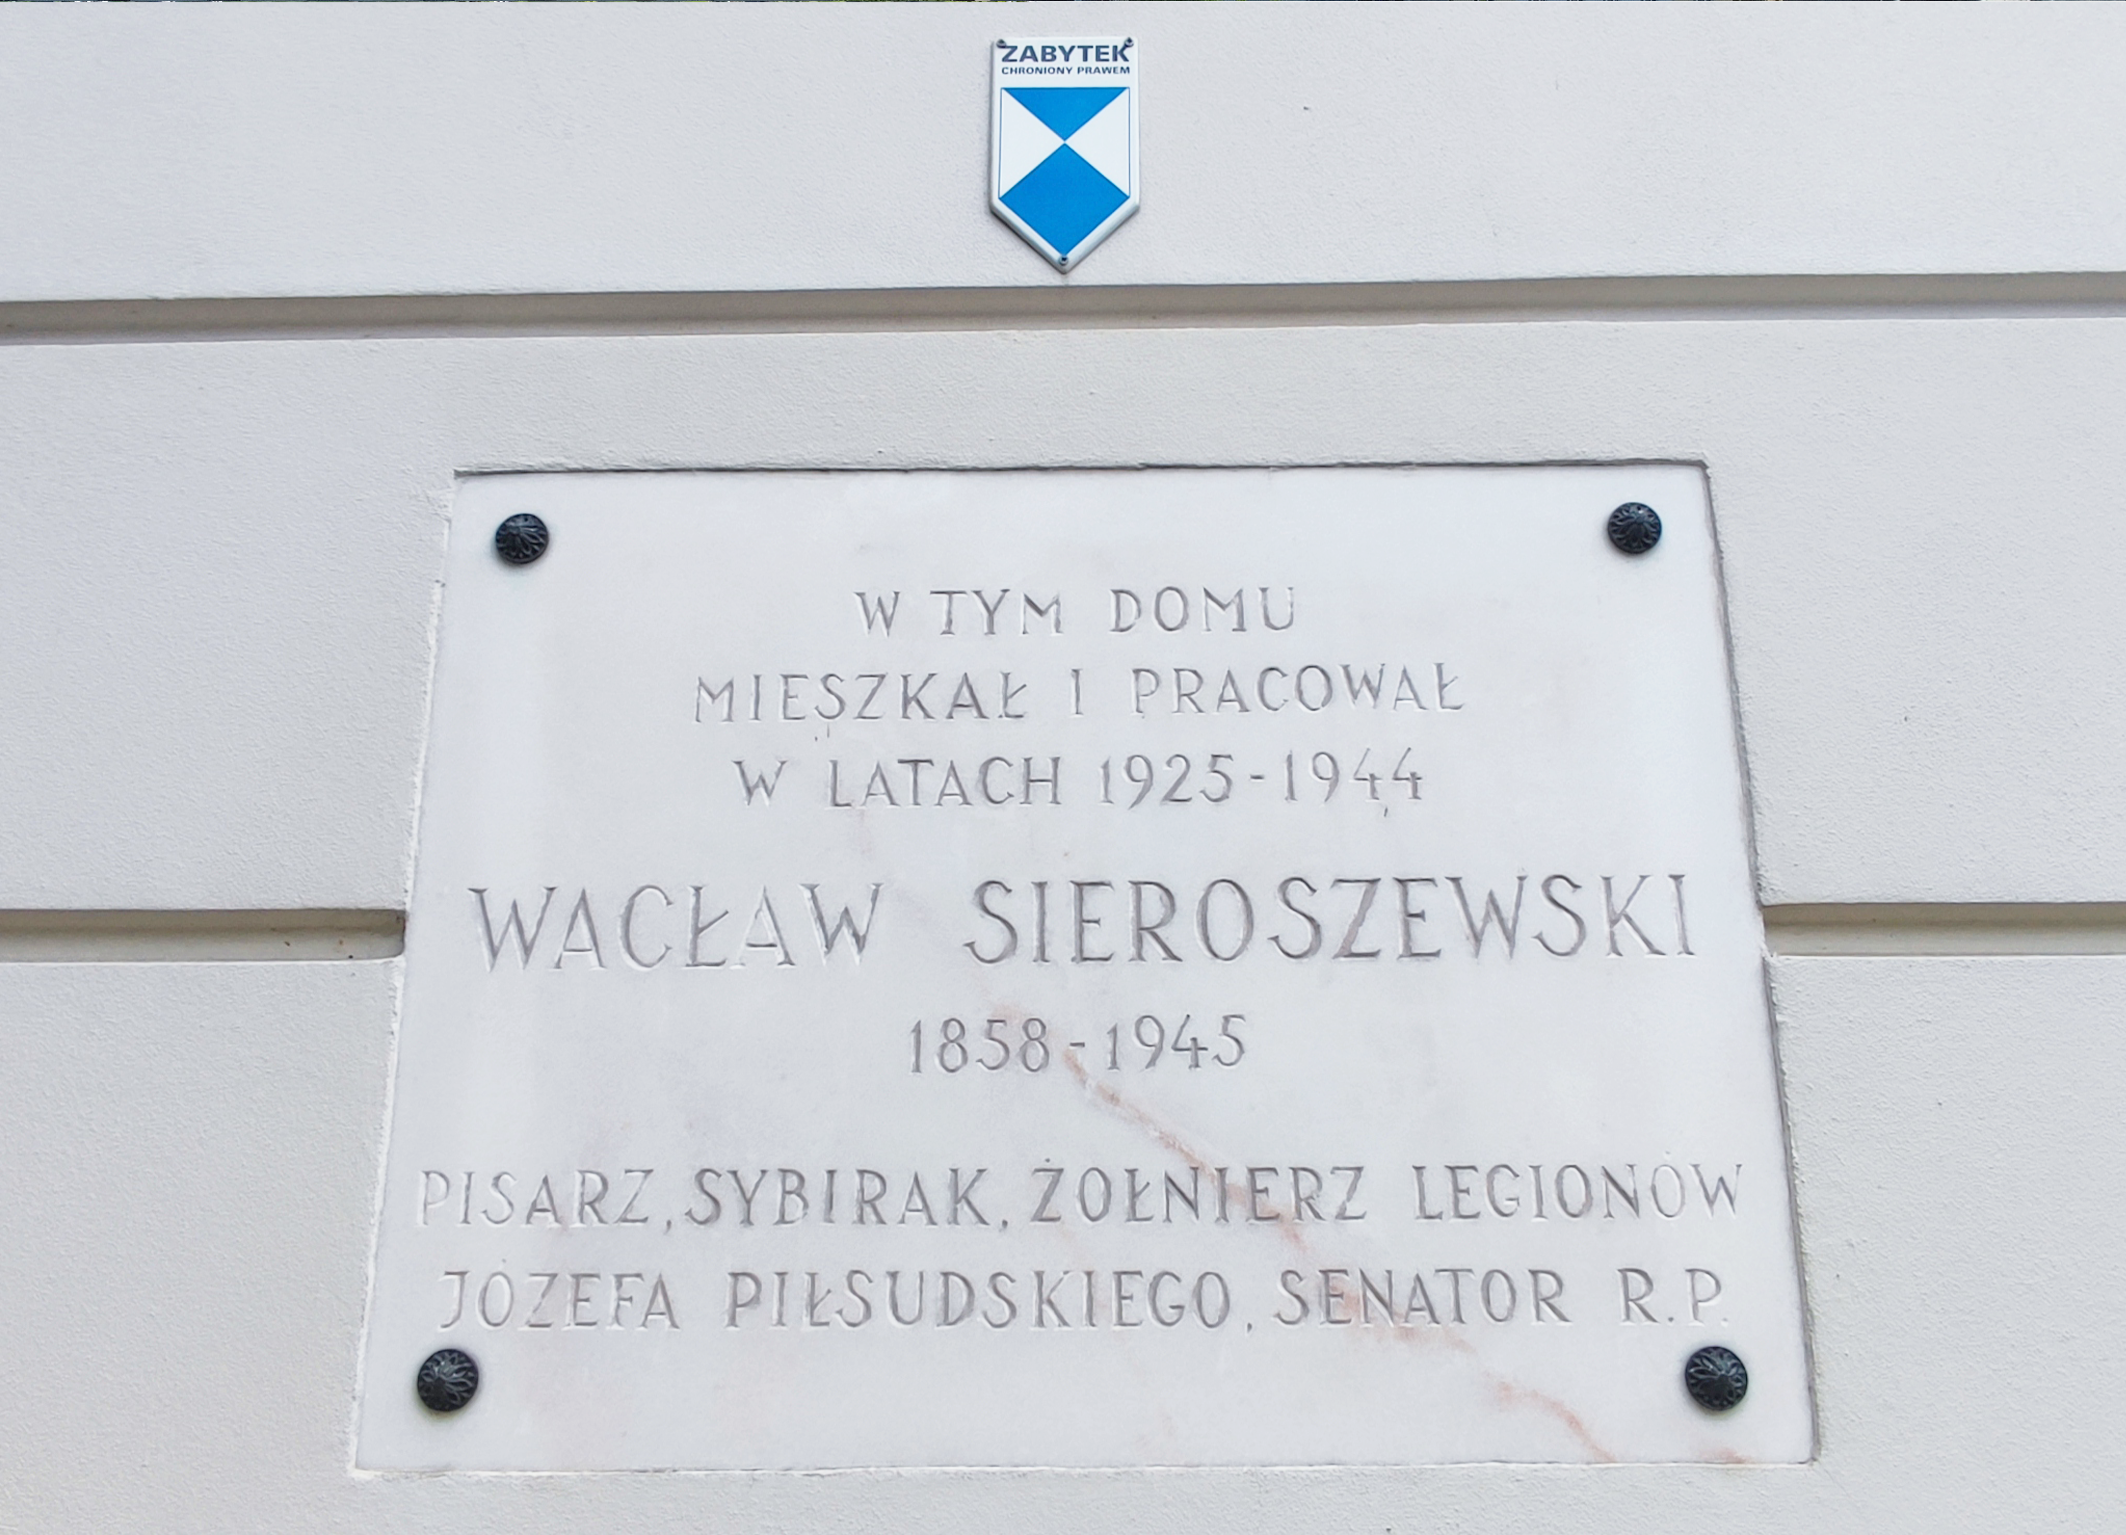 ZABYTEK
CHRONIONY PRAWEM
W TYM DOMU
MIESZKAŁ I PRACOWAŁ
W LATACH 1925-1944
WACŁAW SIEROSZEWSKI
1858-1945
PISARZ, SYBIRAK, ŻOŁNIERZ LEGIONÓW
JÓZEFA PIŁSUDSKIEGO, SENATOR R.P.